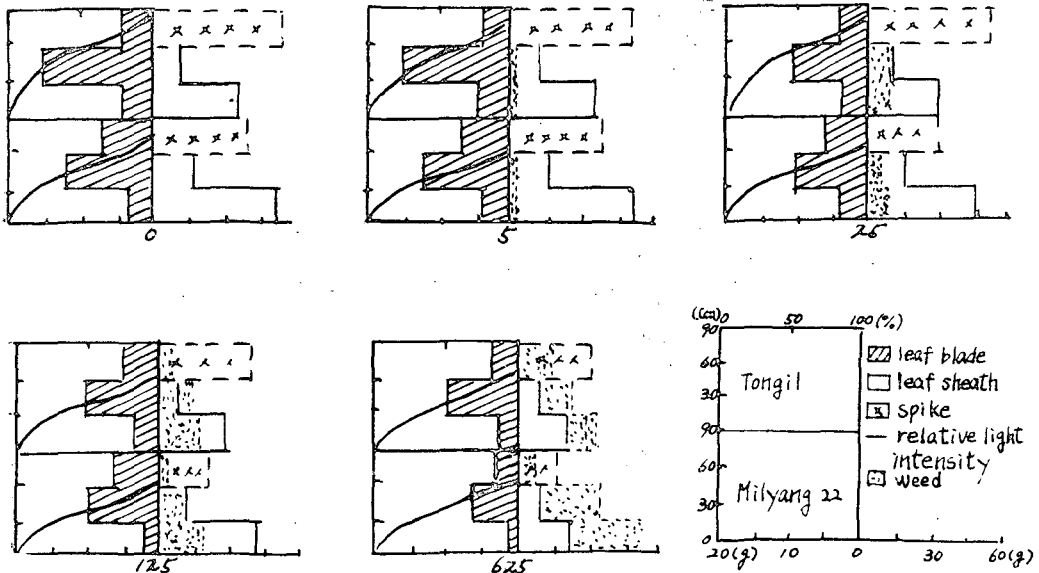 0
5
25
125
625
(cm) 0 50 100 (%)
90
60
30
90
60
30
0
Tongil
Milyang 22
20(g) 10 0 30 60(g)
leaf blade
leaf sheath
spike
relative light
intensity
weed